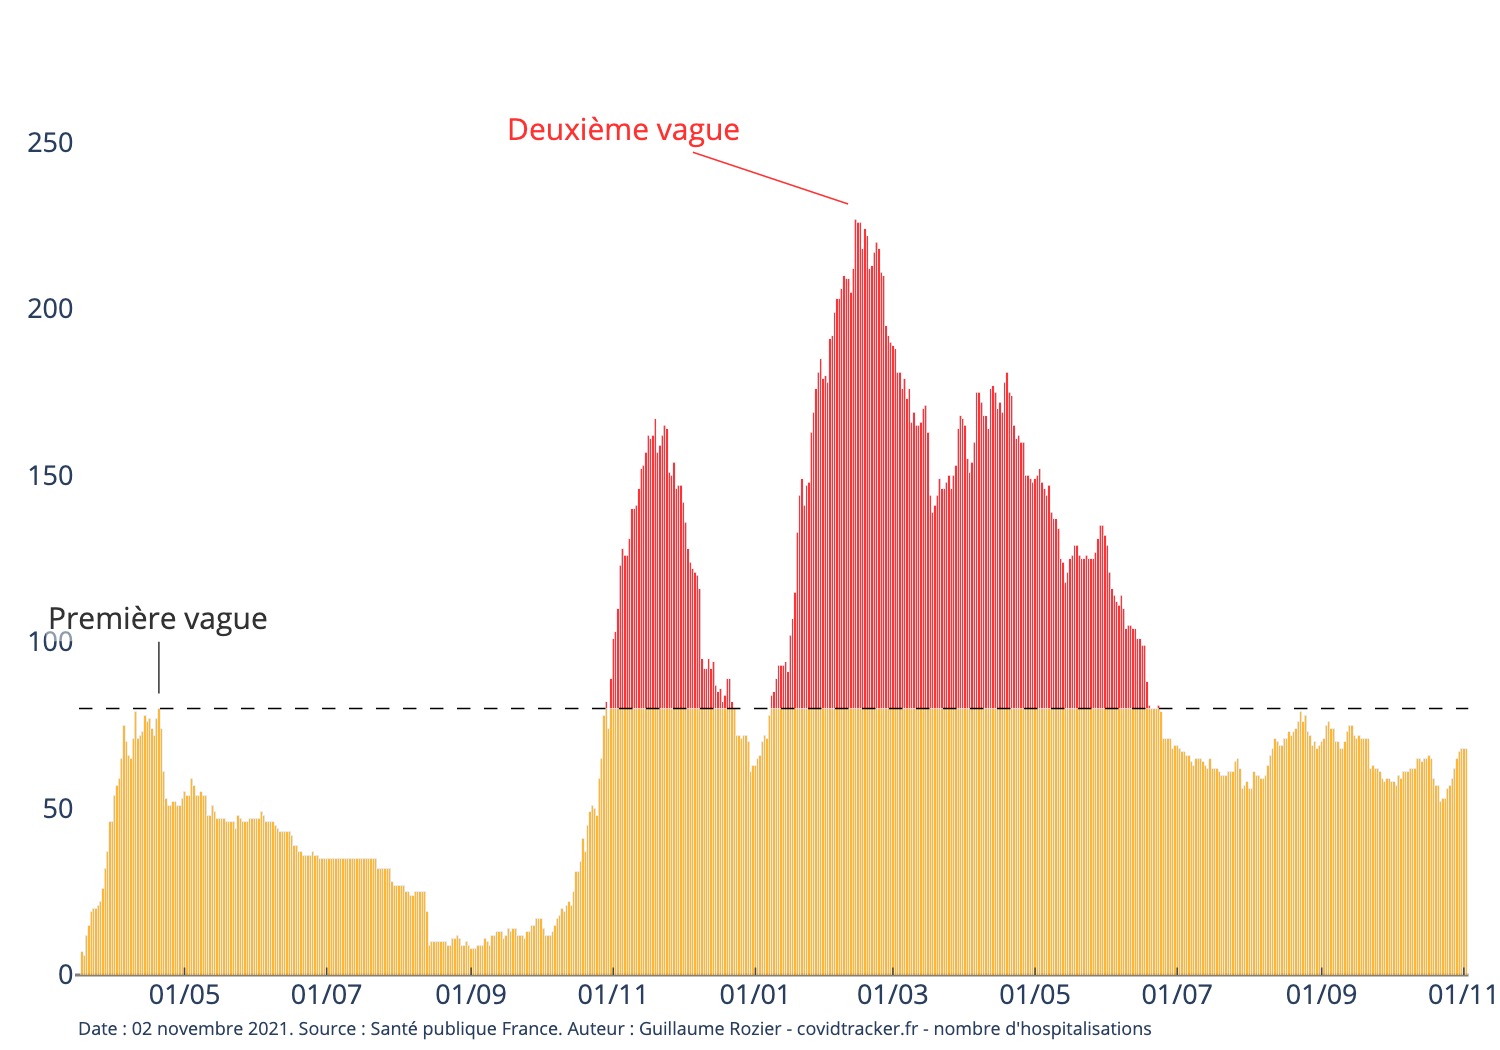 250
Deuxième vague
200
150
Première vague
100
50
0
01/05 01/07 01/09 01/11 01/01 01/03 01/05 01/07 01/09 01/11
Date : 02 novembre 2021. Source : Santé publique France. Auteur : Guillaume Rozier - covidtracker.fr - nombre d'hospitalisations